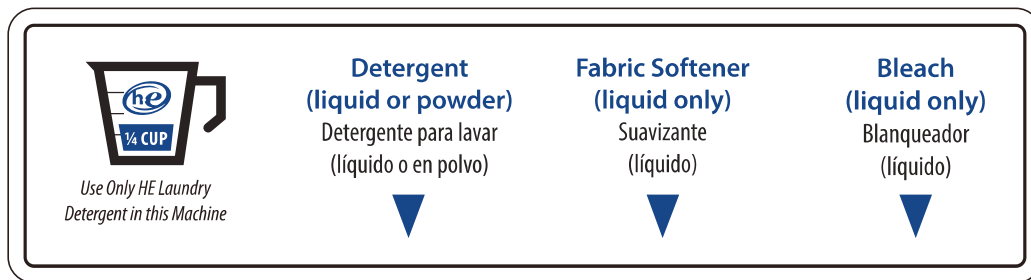 he
¼ CUP
Use Only HE Laundry
Detergent in this Machine
Detergent
(liquid or powder)
Detergente para lavar
(líquido o en polvo)
Fabric Softener
(liquid only)
Suavizante
(líquido)
Bleach
(liquid only)
Blanqueador
(líquido)